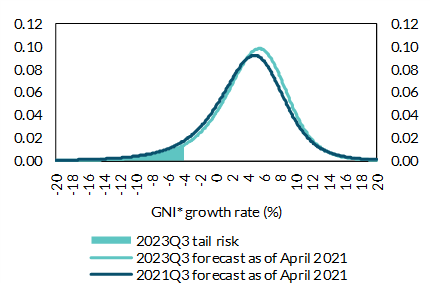 0.12 0.12
0.10 0.10
0.08 0.08
0.06 0.06
0.04 0.04
0.02 0.02
0.00 0.00
-20 -18 -16 -14 -12 -10 -8 -6 -4 -2 0 2 4 6 8 10 12 14 16 18 20
GNI* growth rate (%)
2023Q3 tail risk
2023Q3 forecast as of April 2021
2021Q3 forecast as of April 2021